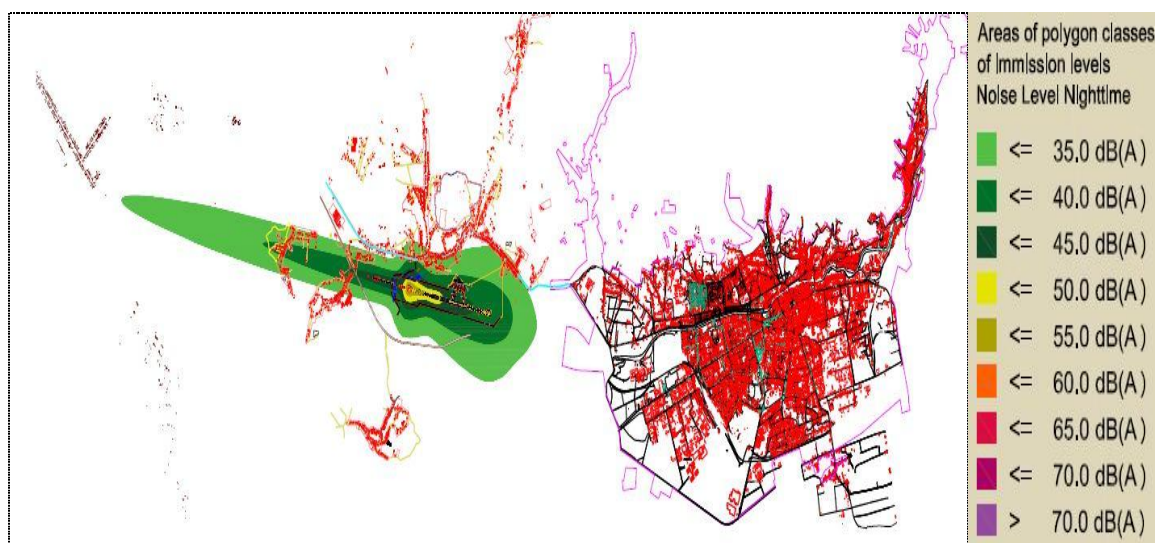 Areas of polygon classes
of Immission levels
Noise Level Nighttime
<= 35.0 dB(A)
<= 40.0 dB(A)
<= 45.0 dB(A)
<= 50.0 dB(A)
<= 55.0 dB(A)
<= 60.0 dB(A)
<= 65.0 dB(A)
<= 70.0 dB(A)
> 70.0 dB(A)